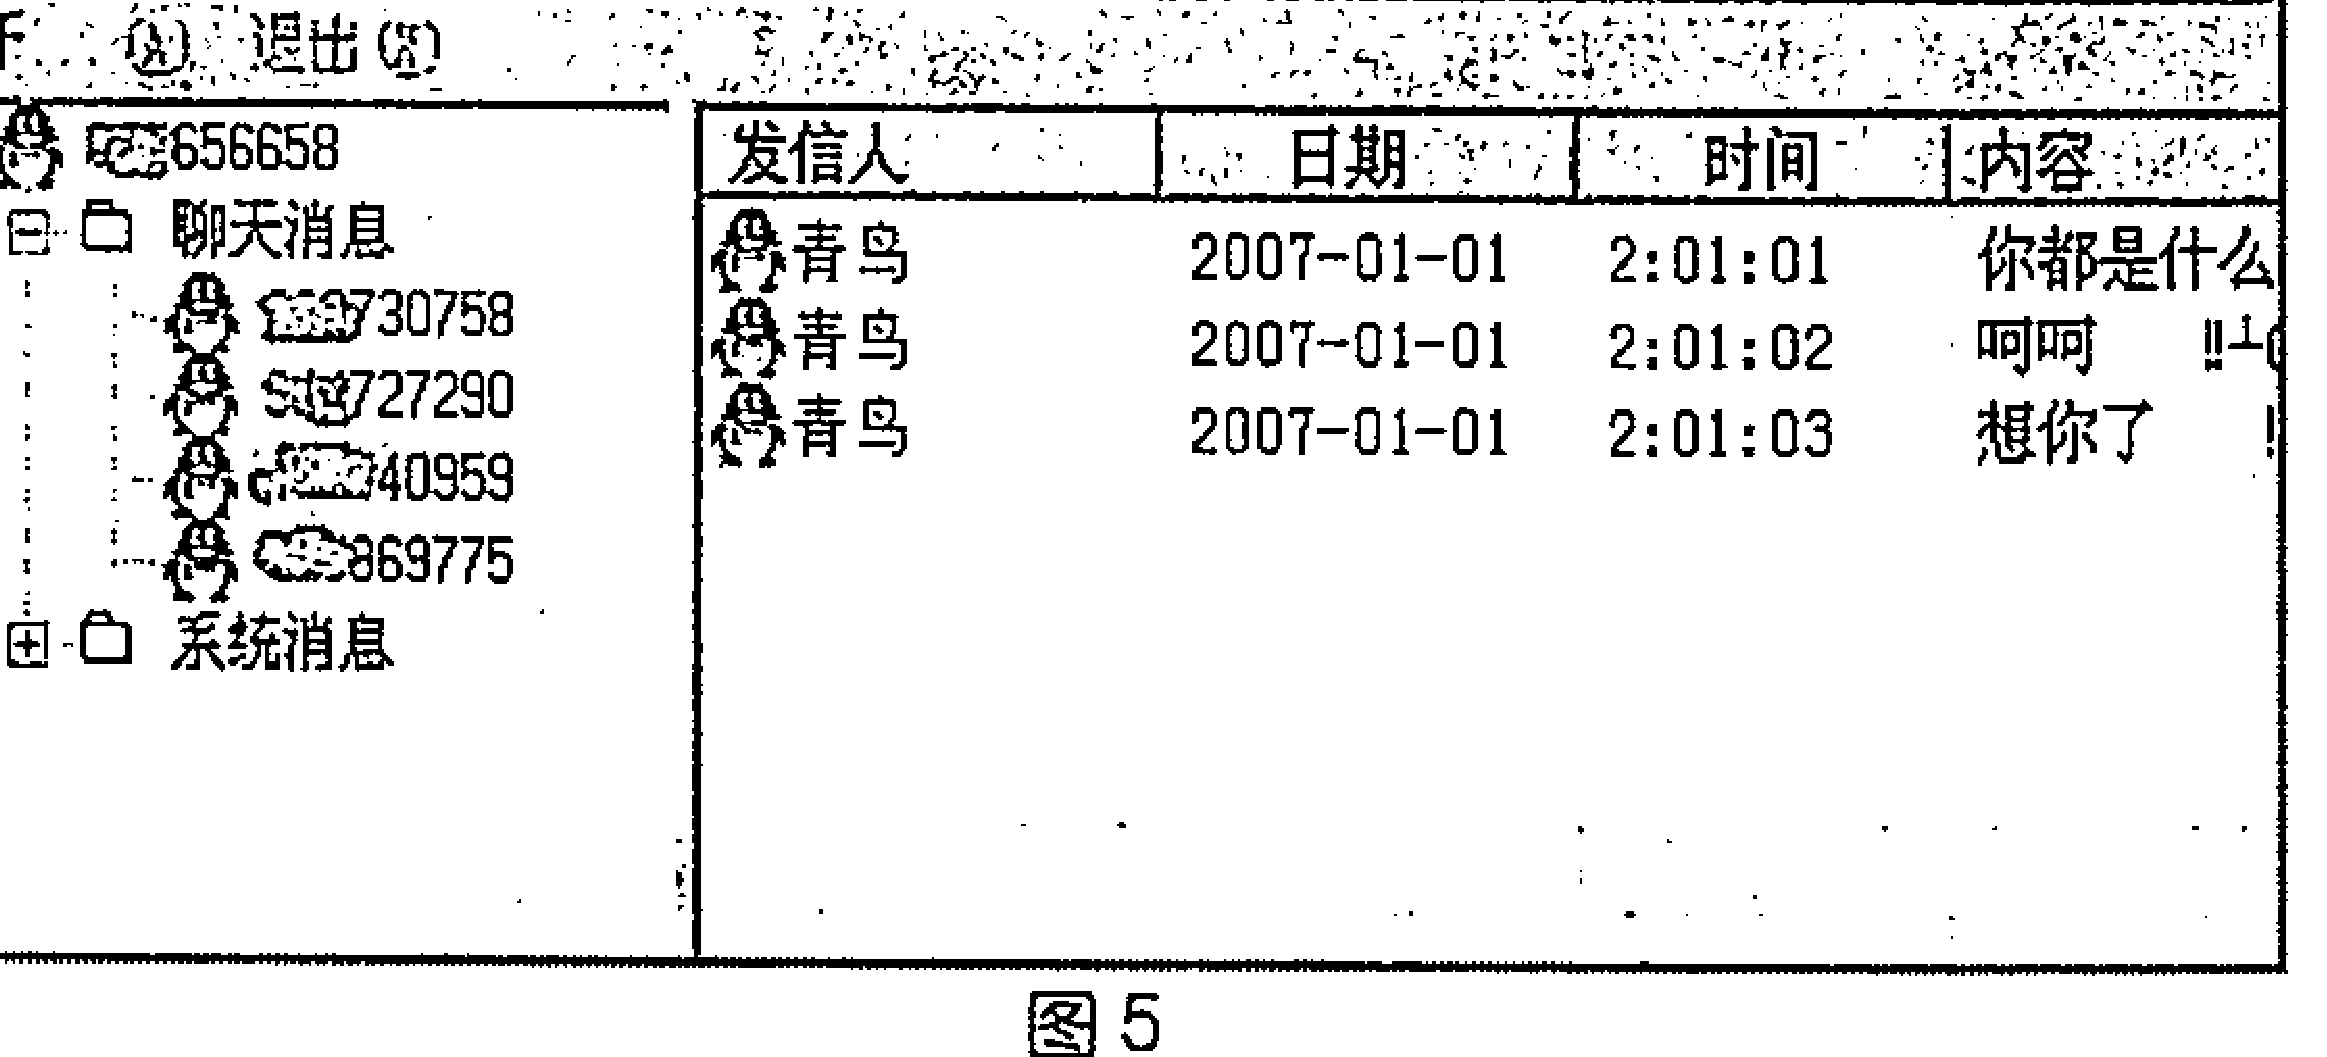 退出
656658
聊天消息
730758
727290
40959
869775
系统消息
发信人 日期 时间 内容
青鸟 2007-01-01 2:01:01 你都是什么
青鸟 2007-01-01 2:01:02 呵呵
青鸟 2007-01-01 2:01:03 想你了 !
图 5